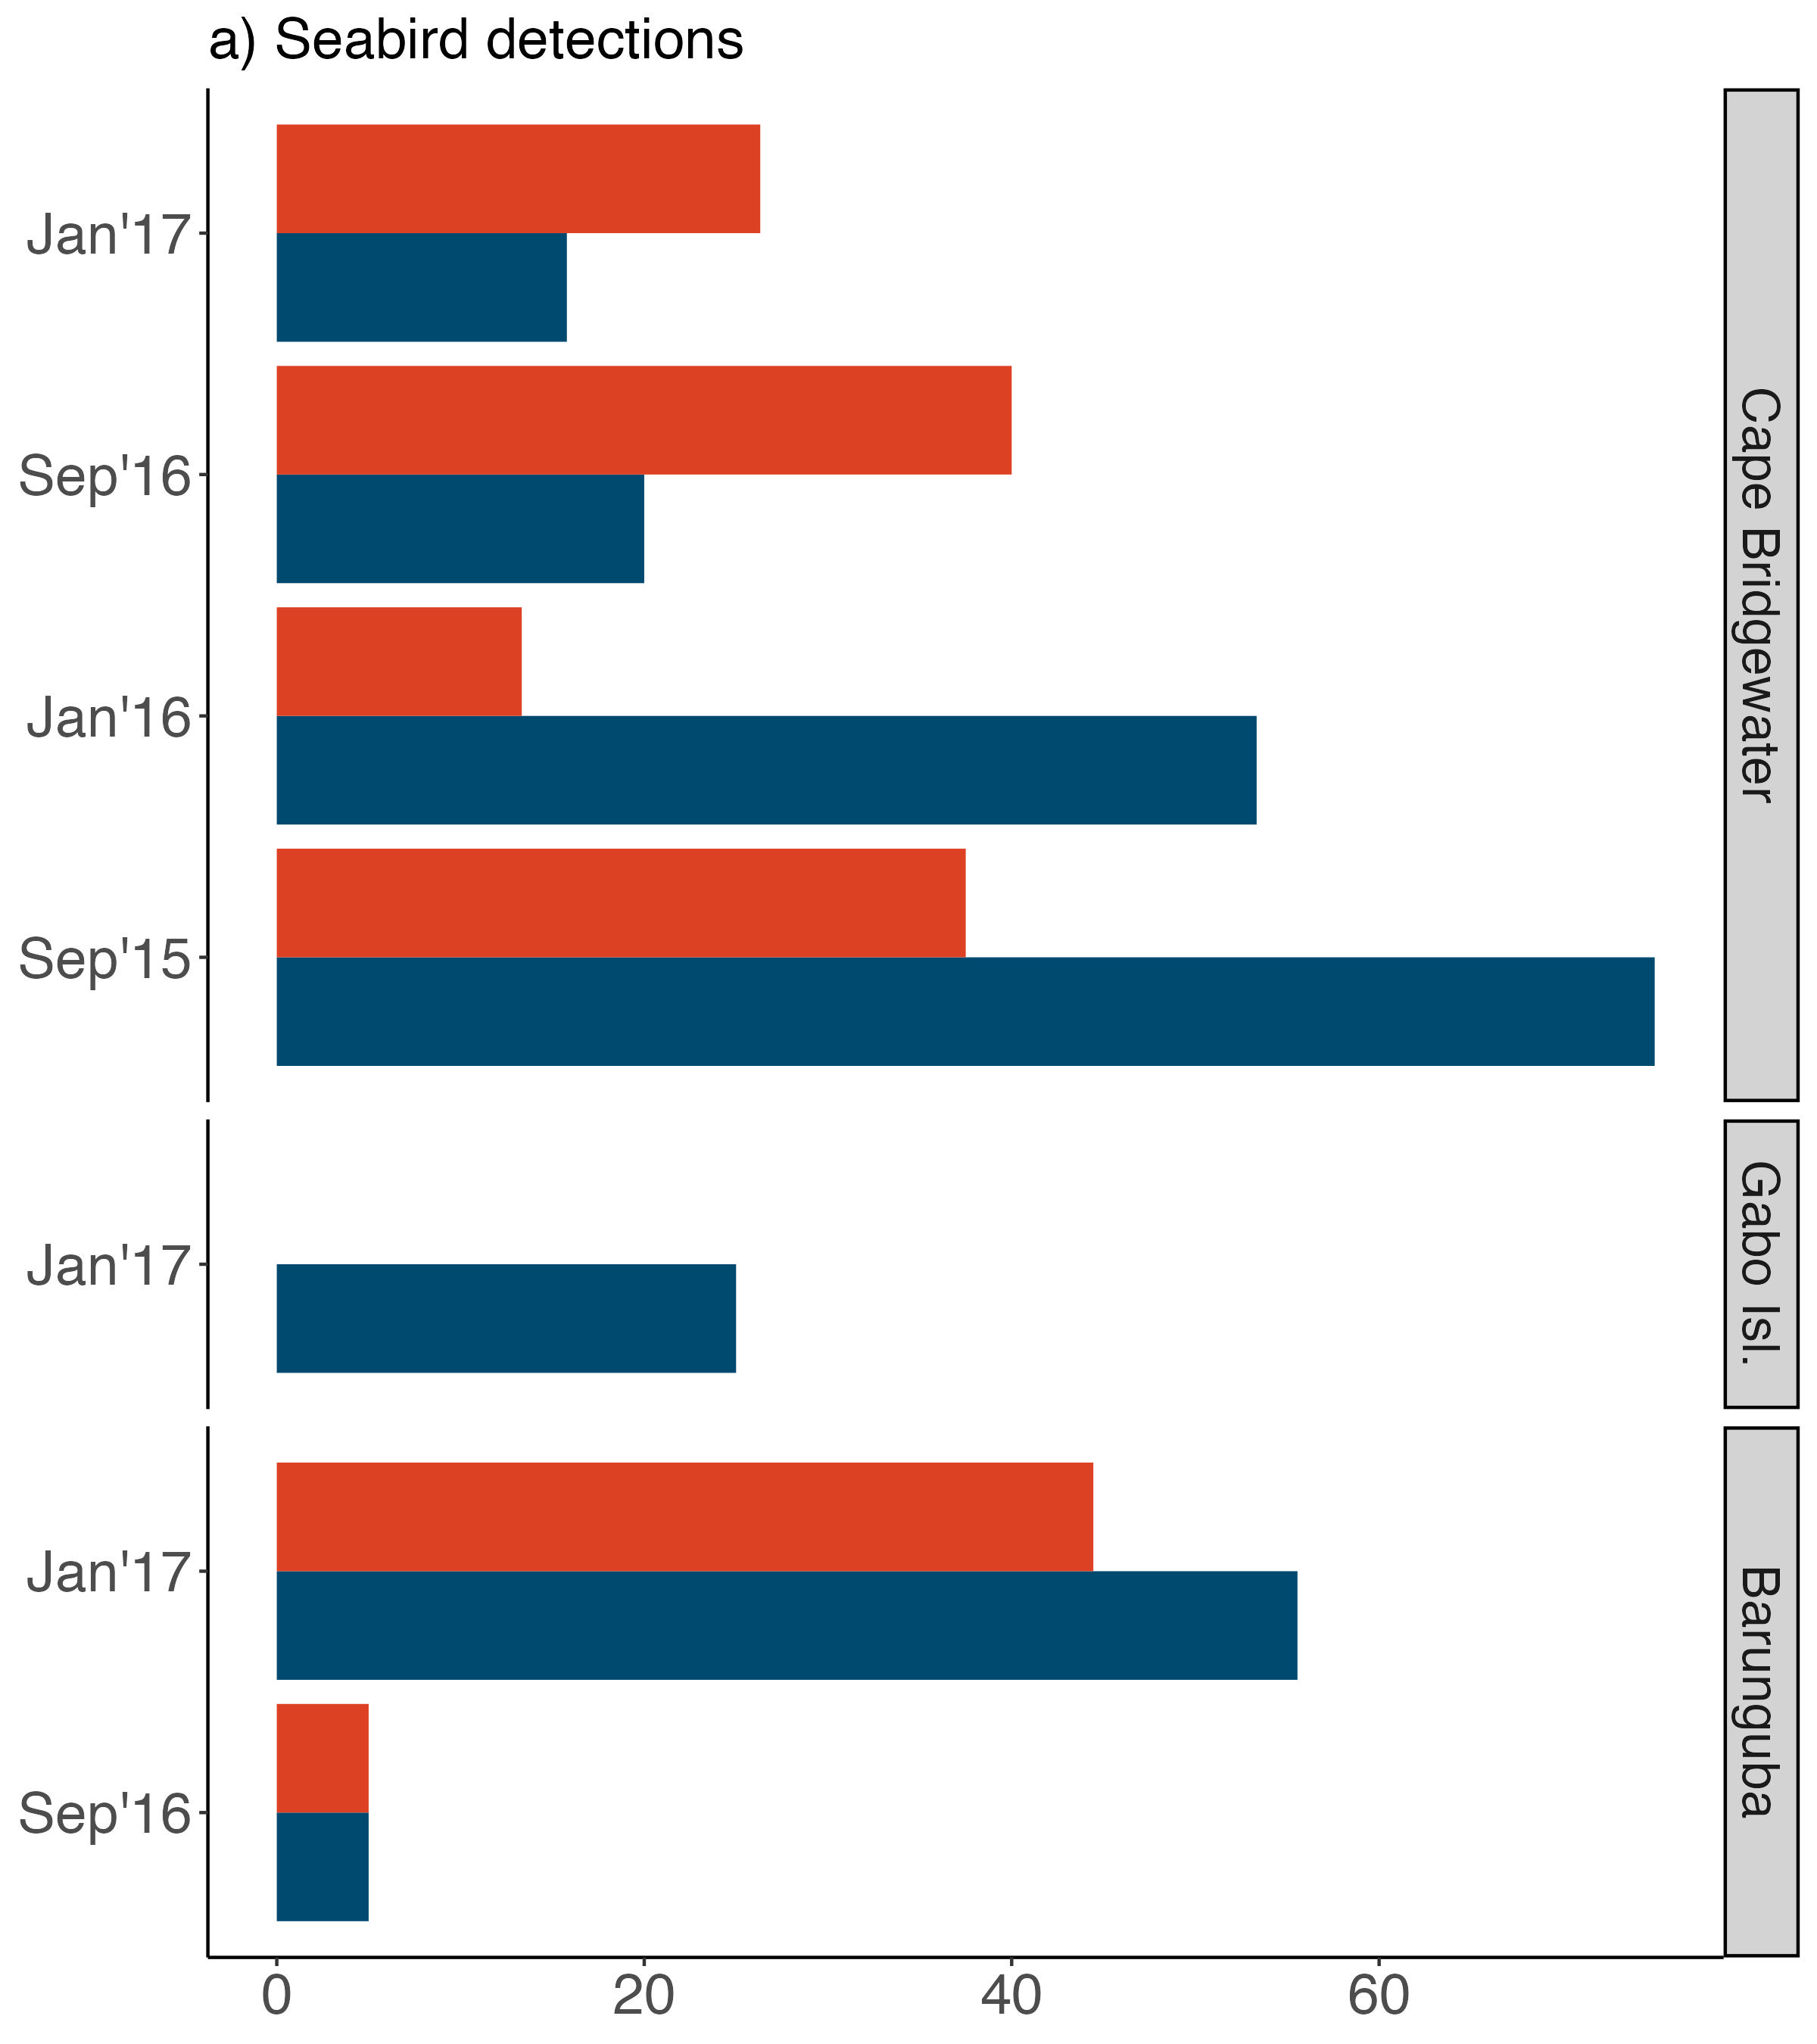 a) Seabird detections
Jan'17
Sep'16
Jan'16
Sep'15
Cape Bridgewater
Jan'17
Gabo Isl.
Jan'17
Sep'16
Barunguba
0 20 40 60